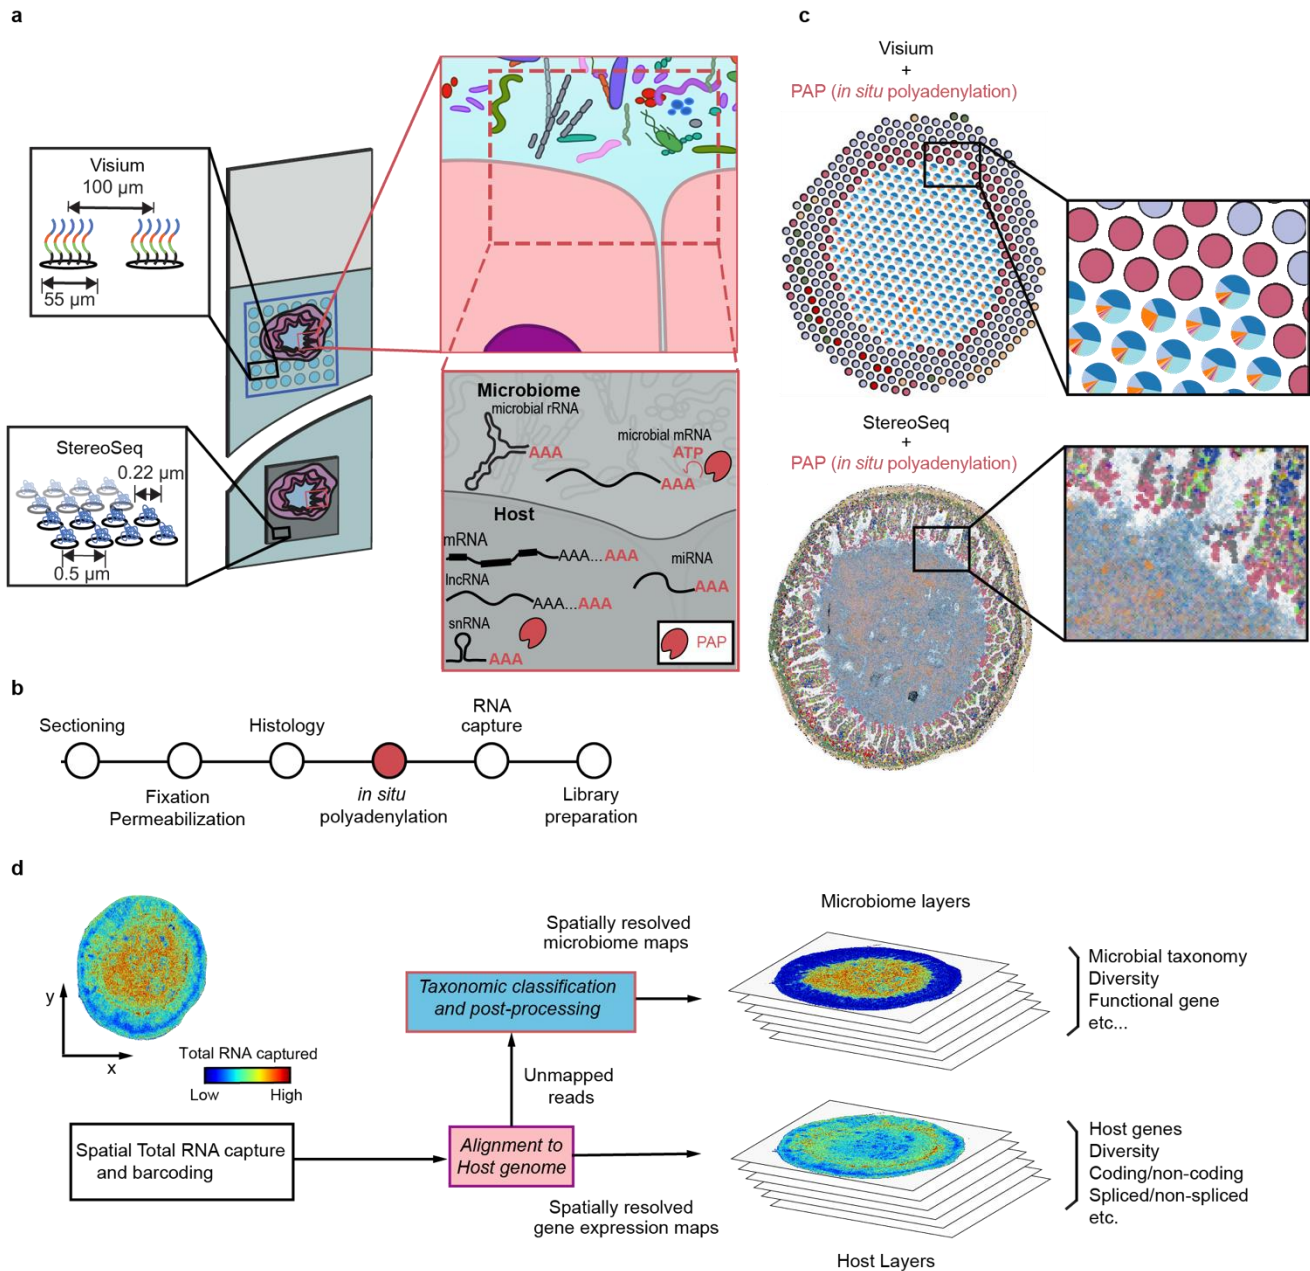 a
Visium
100 µm
55 µm
StereoSeq
0.22 µm
0.5 µm
Microbiome
microbial rRNA
AAA
microbial mRNA
ATP
AAA
Host
mRNA
AAA...AAA
miRNA
AAA
lncRNA
AAA...AAA
snRNA
AAA
PAP
b
Sectioning
Histology
RNA
capture
Fixation
Permeabilization
in situ
polyadenylation
Library
preparation
c
Visium
+
PAP (in situ polyadenylation)
StereoSeq
+
PAP (in situ polyadenylation)
d
y
x
Total RNA captured
Low
High
Spatial Total RNA capture
and barcoding
Alignment to
Host genome
Unmapped
reads
Taxonomic classification
and post-processing
Spatially resolved
microbiome maps
Microbiome layers
Microbial taxonomy
Diversity
Functional gene
etc...
Spatially resolved
gene expression maps
Host Layers
Host genes
Diversity
Coding/non-coding
Spliced/non-spliced
etc.